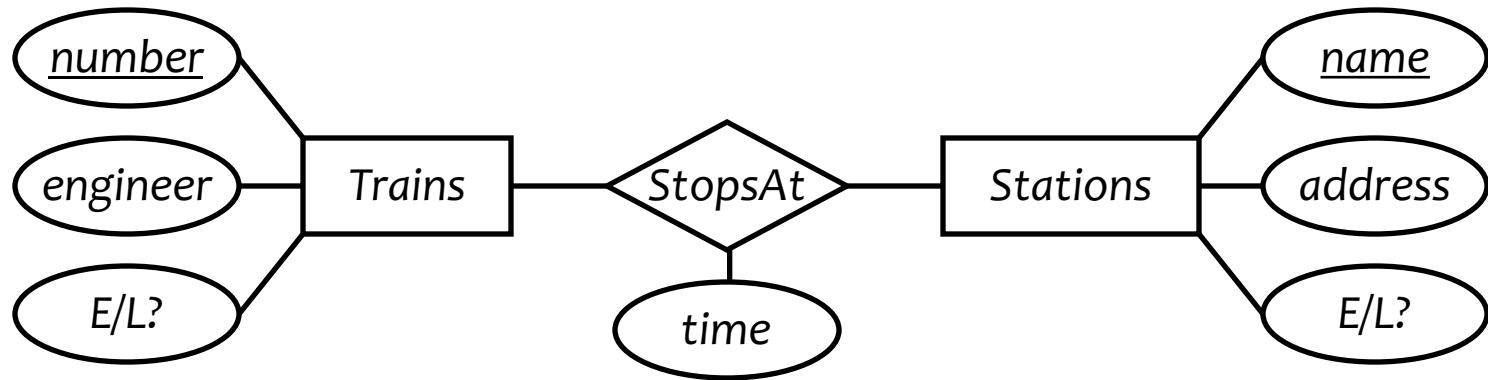 number
name
engineer
Trains
StopsAt
Stations
address
E/L?
time
E/L?